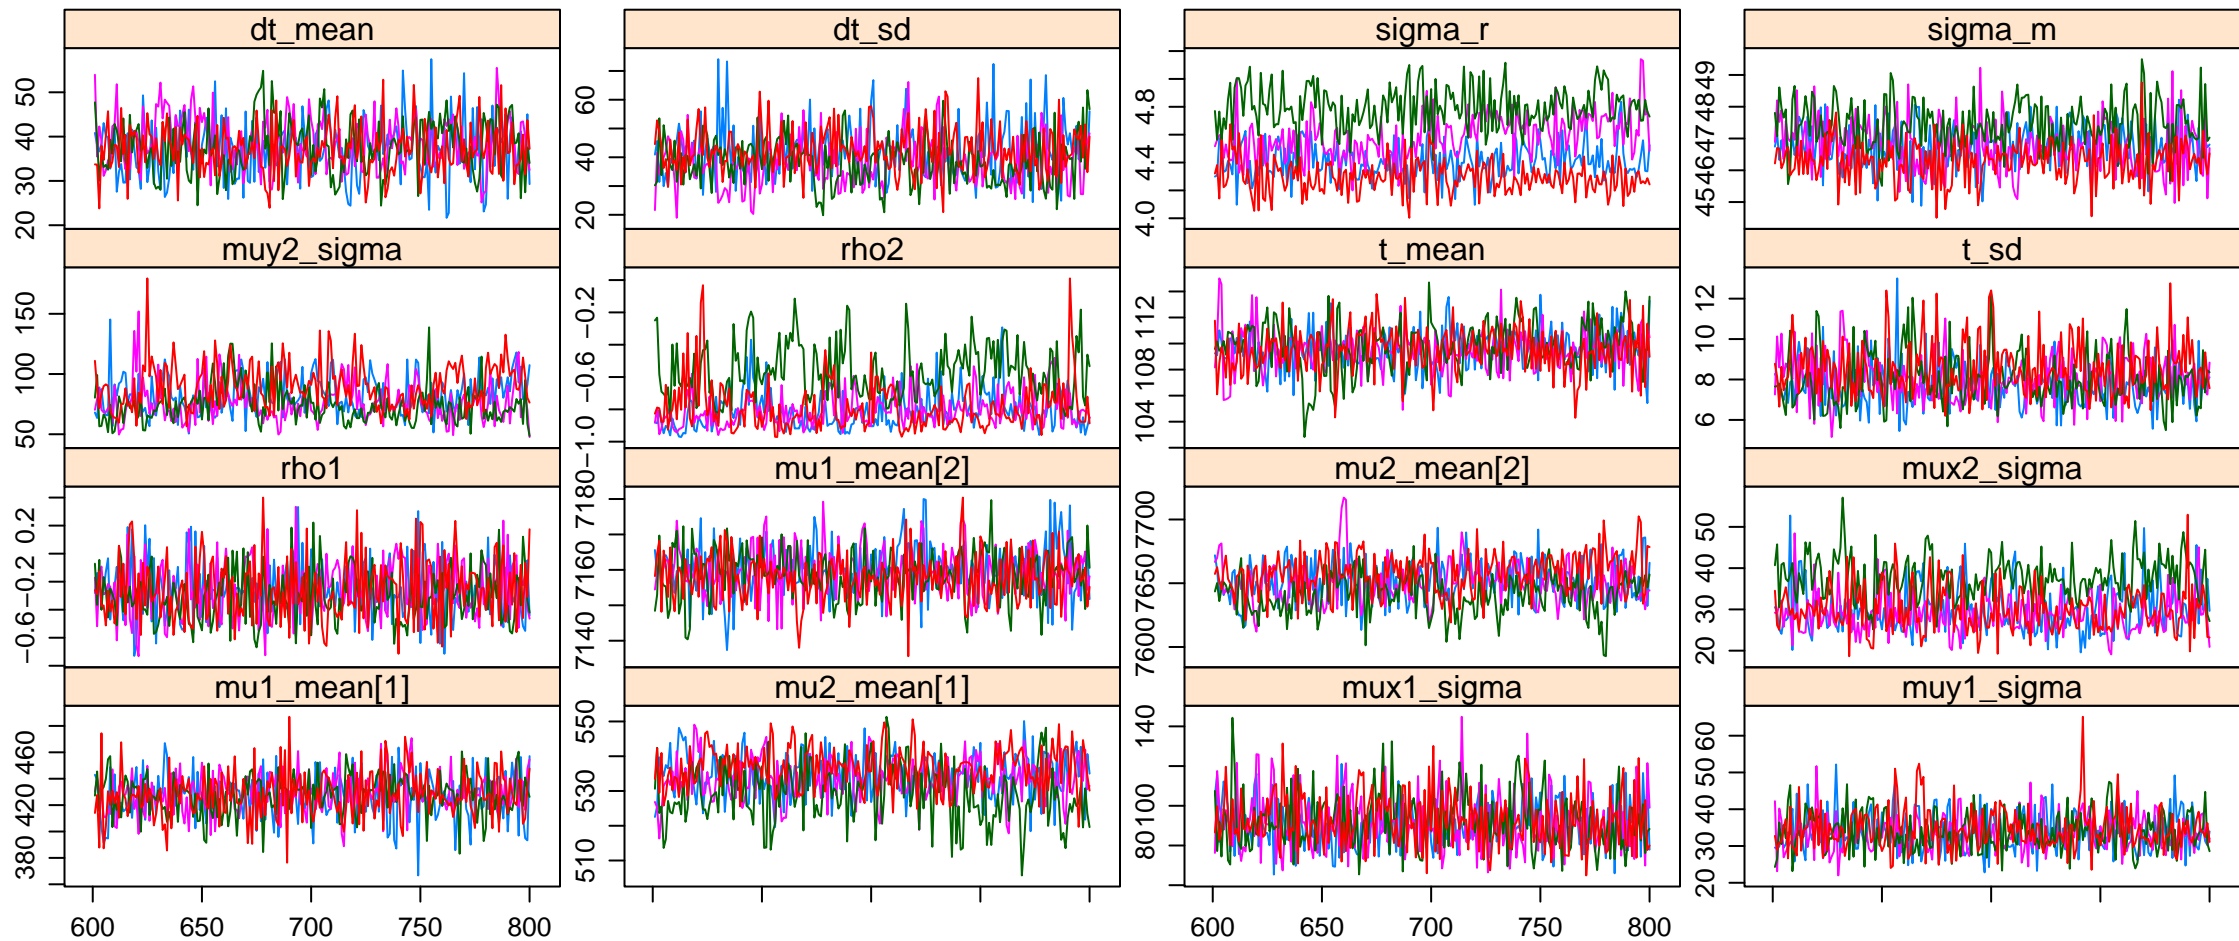 dt_mean dt_sd sigma_r sigma_m
20 30 40 50
20 40 60
4.0 4.4 4.8
45 46 47 48 49
muy2_sigma rho2 t_mean t_sd
50 100 150
−1.0 −0.6 −0.2
104 108 112
6 8 10 12
rho1 mu1_mean[2] mu2_mean[2] mux2_sigma
−0.6 −0.2 0.2
7140 7160 7180
7600 7650 7700
20 30 40 50
mu1_mean[1] mu2_mean[1] mux1_sigma muy1_sigma
380 420 460
510 530 550
80 100 140
20 30 40 50 60
600 650 700 750 800 600 650 700 750 800